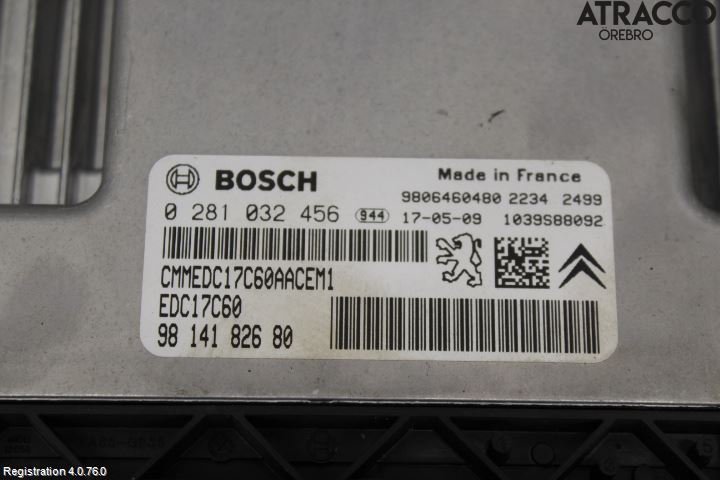 ATRACCO
ÖREBRO
BOSCH
Made in France
9806460480 2234 2499
0 281 032 456 944 17-05-09 1039S88092
CMMEDC17C60AACEM1
EDC17C60
98 141 826 80
Registration 4.0.76.0